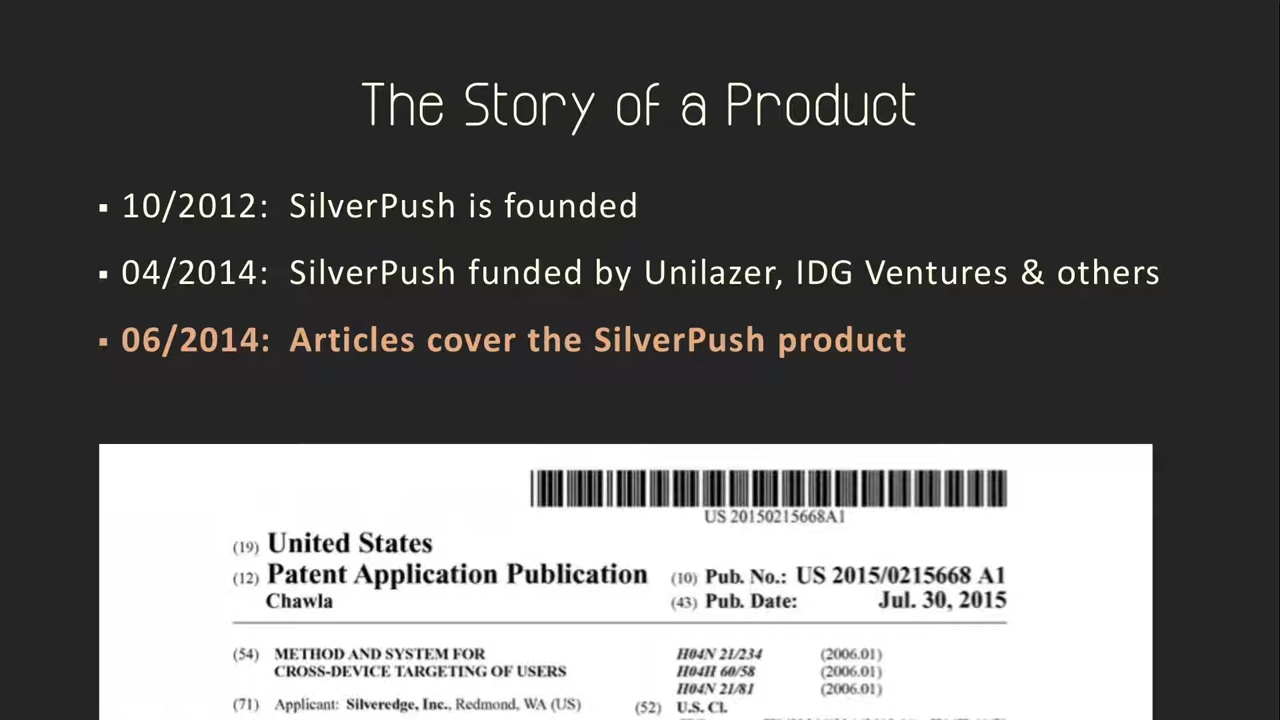 The Story of a Product
▪ 10/2012: SilverPush is founded
▪ 04/2014: SilverPush funded by Unilazer, IDG Ventures & others
▪ 06/2014: Articles cover the SilverPush product
US 20150215668A1
(19) United States
(12) Patent Application Publication
Chawla
(10) Pub. No.: US 2015/0215668 A1
(43) Pub. Date: Jul. 30, 2015
(54) METHOD AND SYSTEM FOR
CROSS-DEVICE TARGETING OF USERS
(71) Applicant: Silveredge, Inc., Redmond, WA (US)
H04N 21/234 (2006.01)
H04H 60/58 (2006.01)
H04N 21/81 (2006.01)
(52) U.S. Cl.